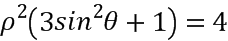 ρ²(3sin²θ + 1) = 4